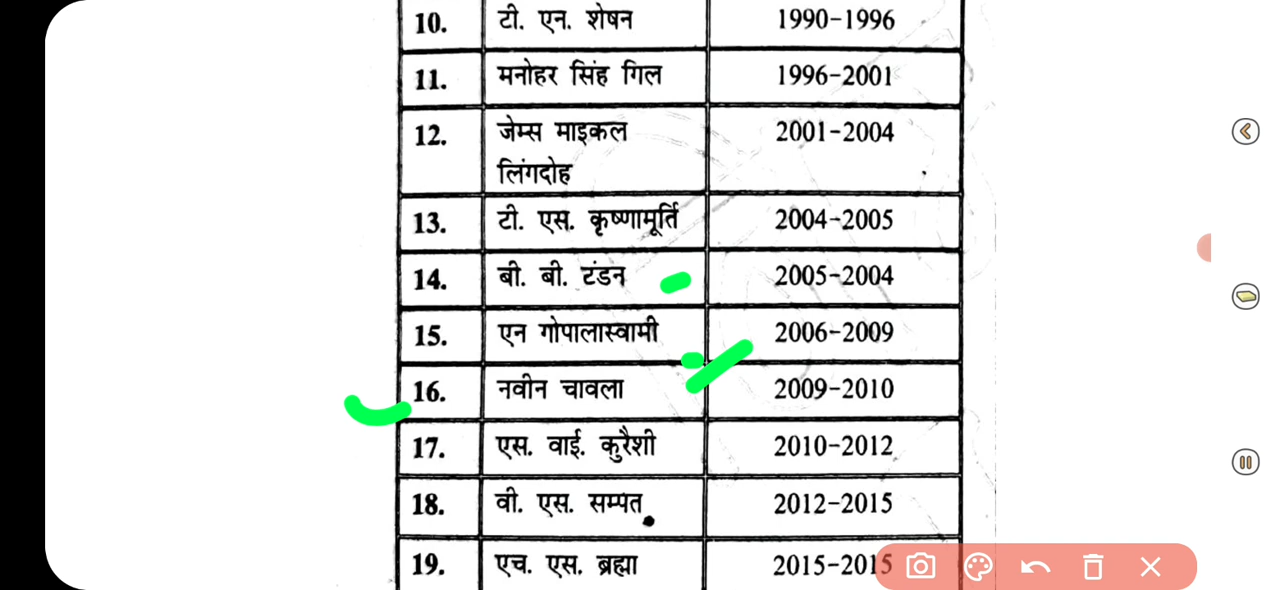 10. टी. एन. शेषन 1990-1996
11. मनोहर सिंह गिल 1996-2001
12. जेम्स माइकल 2001-2004
लिंगदोह
13. टी. एस. कृष्णामूर्ति 2004-2005
14. बी. बी. टंडन 2005-2004
15. एन गोपालास्वामी 2006-2009
16. नवीन चावला 2009-2010
17. एस. वाई. कुरैशी 2010-2012
18. वी. एस. सम्पत 2012-2015
19. एच. एस. ब्रह्मा 2015-2015